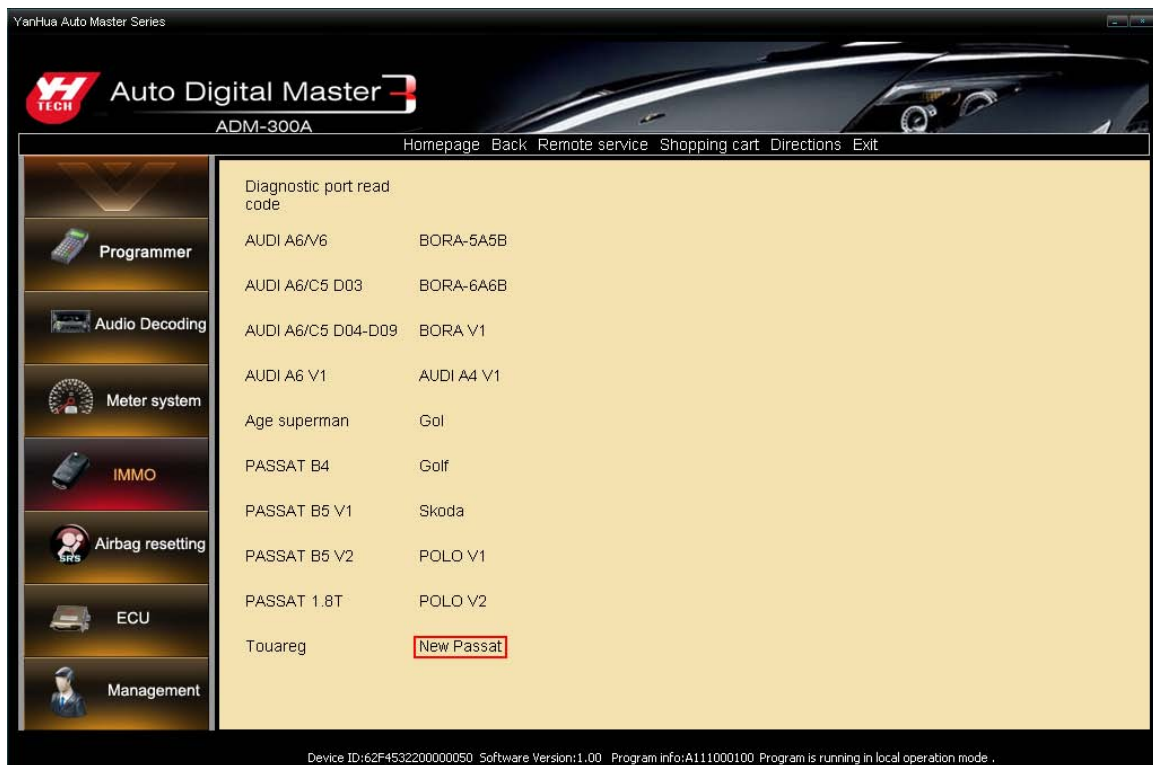 YanHua Auto Master Series
YH
TECH
Auto Digital Master 3
ADM-300A
Homepage Back Remote service Shopping cart Directions Exit
Programmer
Audio Decoding
Meter system
IMMO
Airbag resetting
SRS
ECU
Management
Diagnostic port read
code
AUDI A6/V6 BORA-5A5B
AUDI A6/C5 D03 BORA-6A6B
AUDI A6/C5 D04-D09 BORA V1
AUDI A6 V1 AUDI A4 V1
Age superman Gol
PASSAT B4 Golf
PASSAT B5 V1 Skoda
PASSAT B5 V2 POLO V1
PASSAT 1.8T POLO V2
Touareg New Passat
Device ID:62F4532200000050 Software Version:1.00 Program info:A111000100 Program is running in local operation mode .